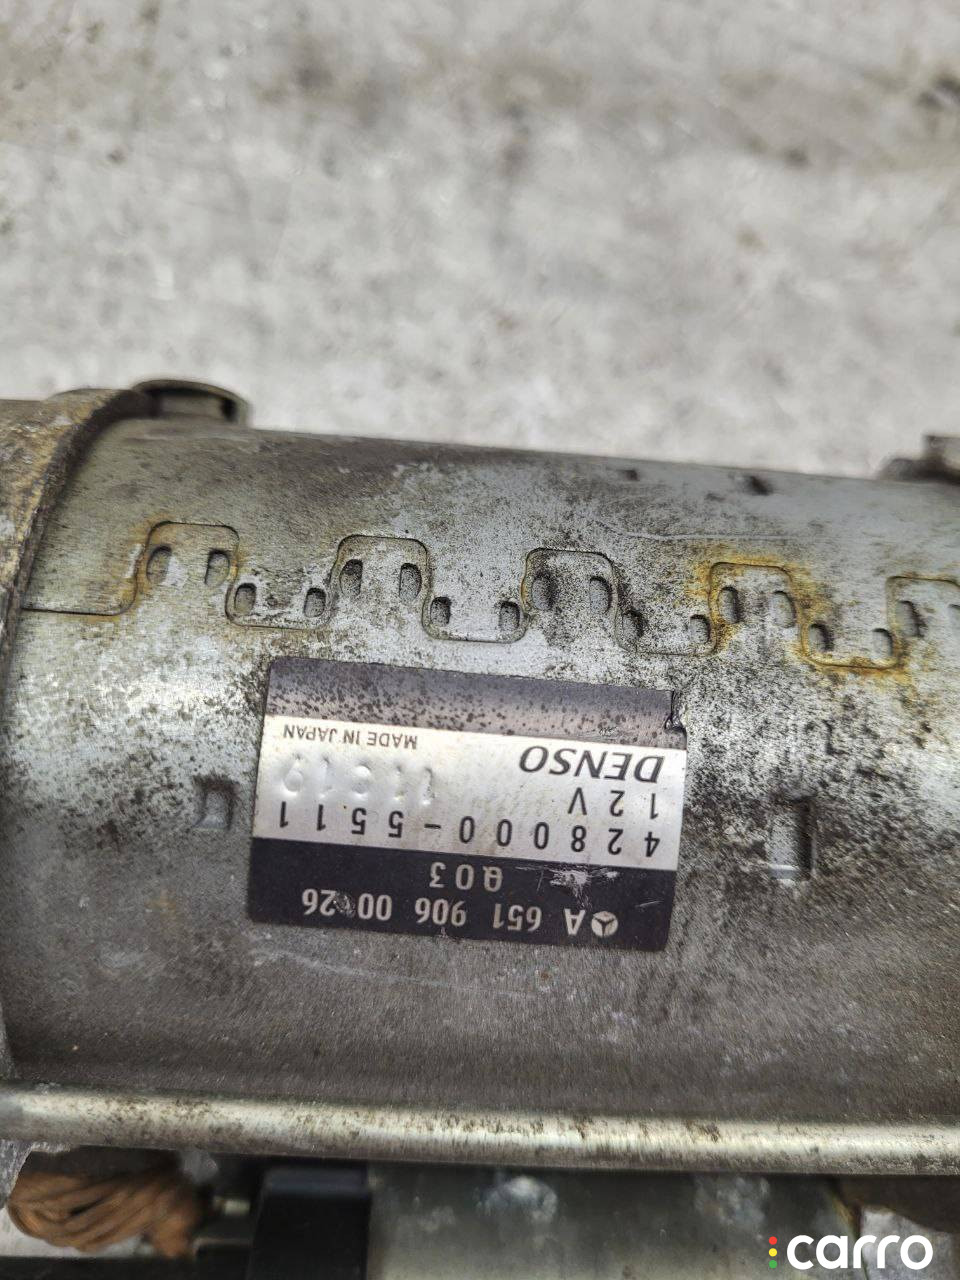 A 651 906 00 26
Q03
428000-5511
12V
DENSO
MADE IN JAPAN
carro